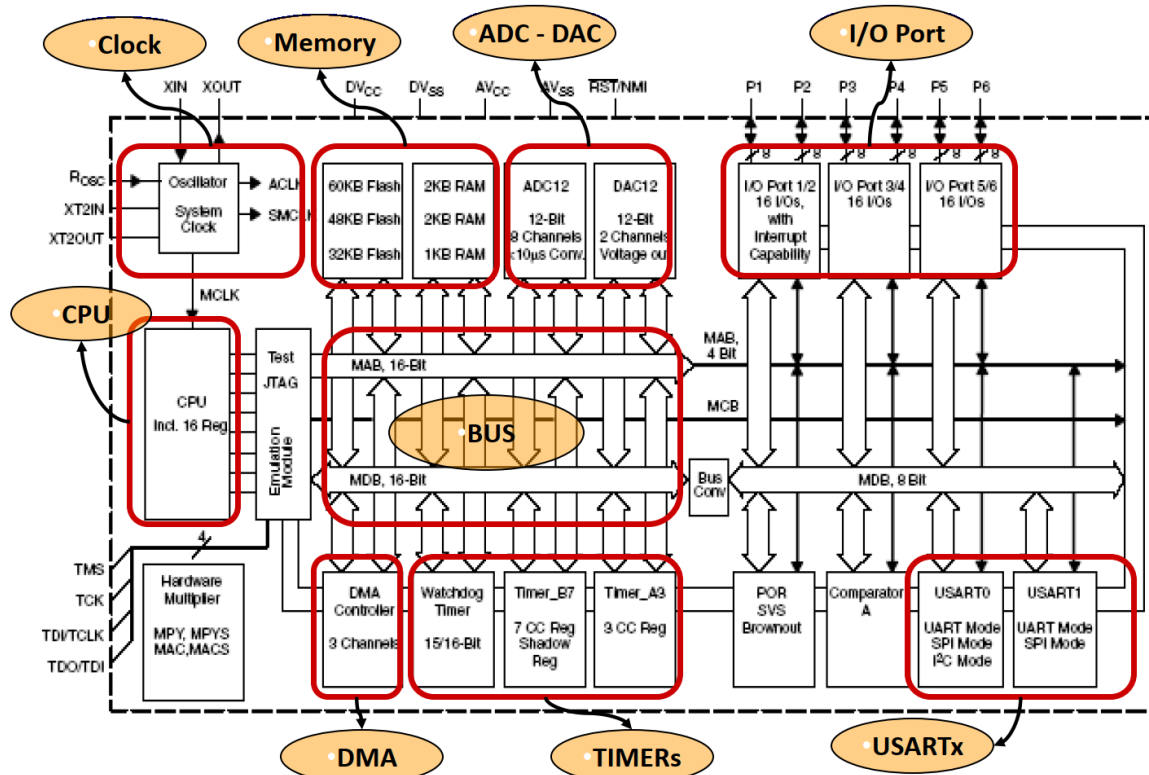 Clock
Memory
ADC - DAC
I/O Port
XIN
XOUT
DVCC
DVSS
AVCC
AVSS
RST/NMI
P1
P2
P3
P4
P5
P6
8
8
8
8
8
8
ROSC
XT2IN
XT2OUT
Oscillator
System
Clock
ACLK
SMCLK
60KB Flash
48KB Flash
32KB Flash
2KB RAM
2KB RAM
1KB RAM
ADC12
12-Bit
8 Channels
<10μs Conv.
DAC12
12-Bit
2 Channels
Voltage out
I/O Port 1/2
16 I/Os,
with
Interrupt
Capability
I/O Port 3/4
16 I/Os
I/O Port 5/6
16 I/Os
MCLK
CPU
CPU
Incl. 16 Reg
Test
JTAG
Emulation
Module
MAB, 16-Bit
MAB,
4 Bit
MCB
BUS
MDB, 16-Bit
Bus
Conv
MDB, 8 Bit
4
TMS
TCK
TDI/TCLK
TDO/TDI
Hardware
Multiplier
MPY, MPYS
MAC,MACS
DMA
Controller
3 Channels
Watchdog
Timer
15/16-Bit
Timer_B7
7 CC Reg
Shadow
Reg
Timer_A3
3 CC Reg
POR
SVS
Brownout
Comparator
A
USART0
UART Mode
SPI Mode
I²C Mode
USART1
UART Mode
SPI Mode
DMA
TIMERs
USARTx